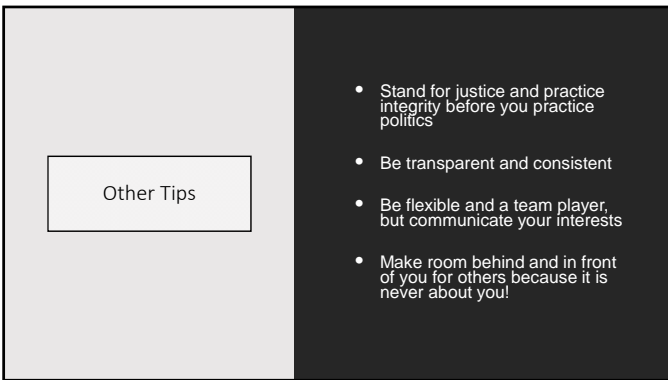 Other Tips
• Stand for justice and practice
integrity before you practice
politics
• Be transparent and consistent
• Be flexible and a team player,
but communicate your interests
• Make room behind and in front
of you for others because it is
never about you!